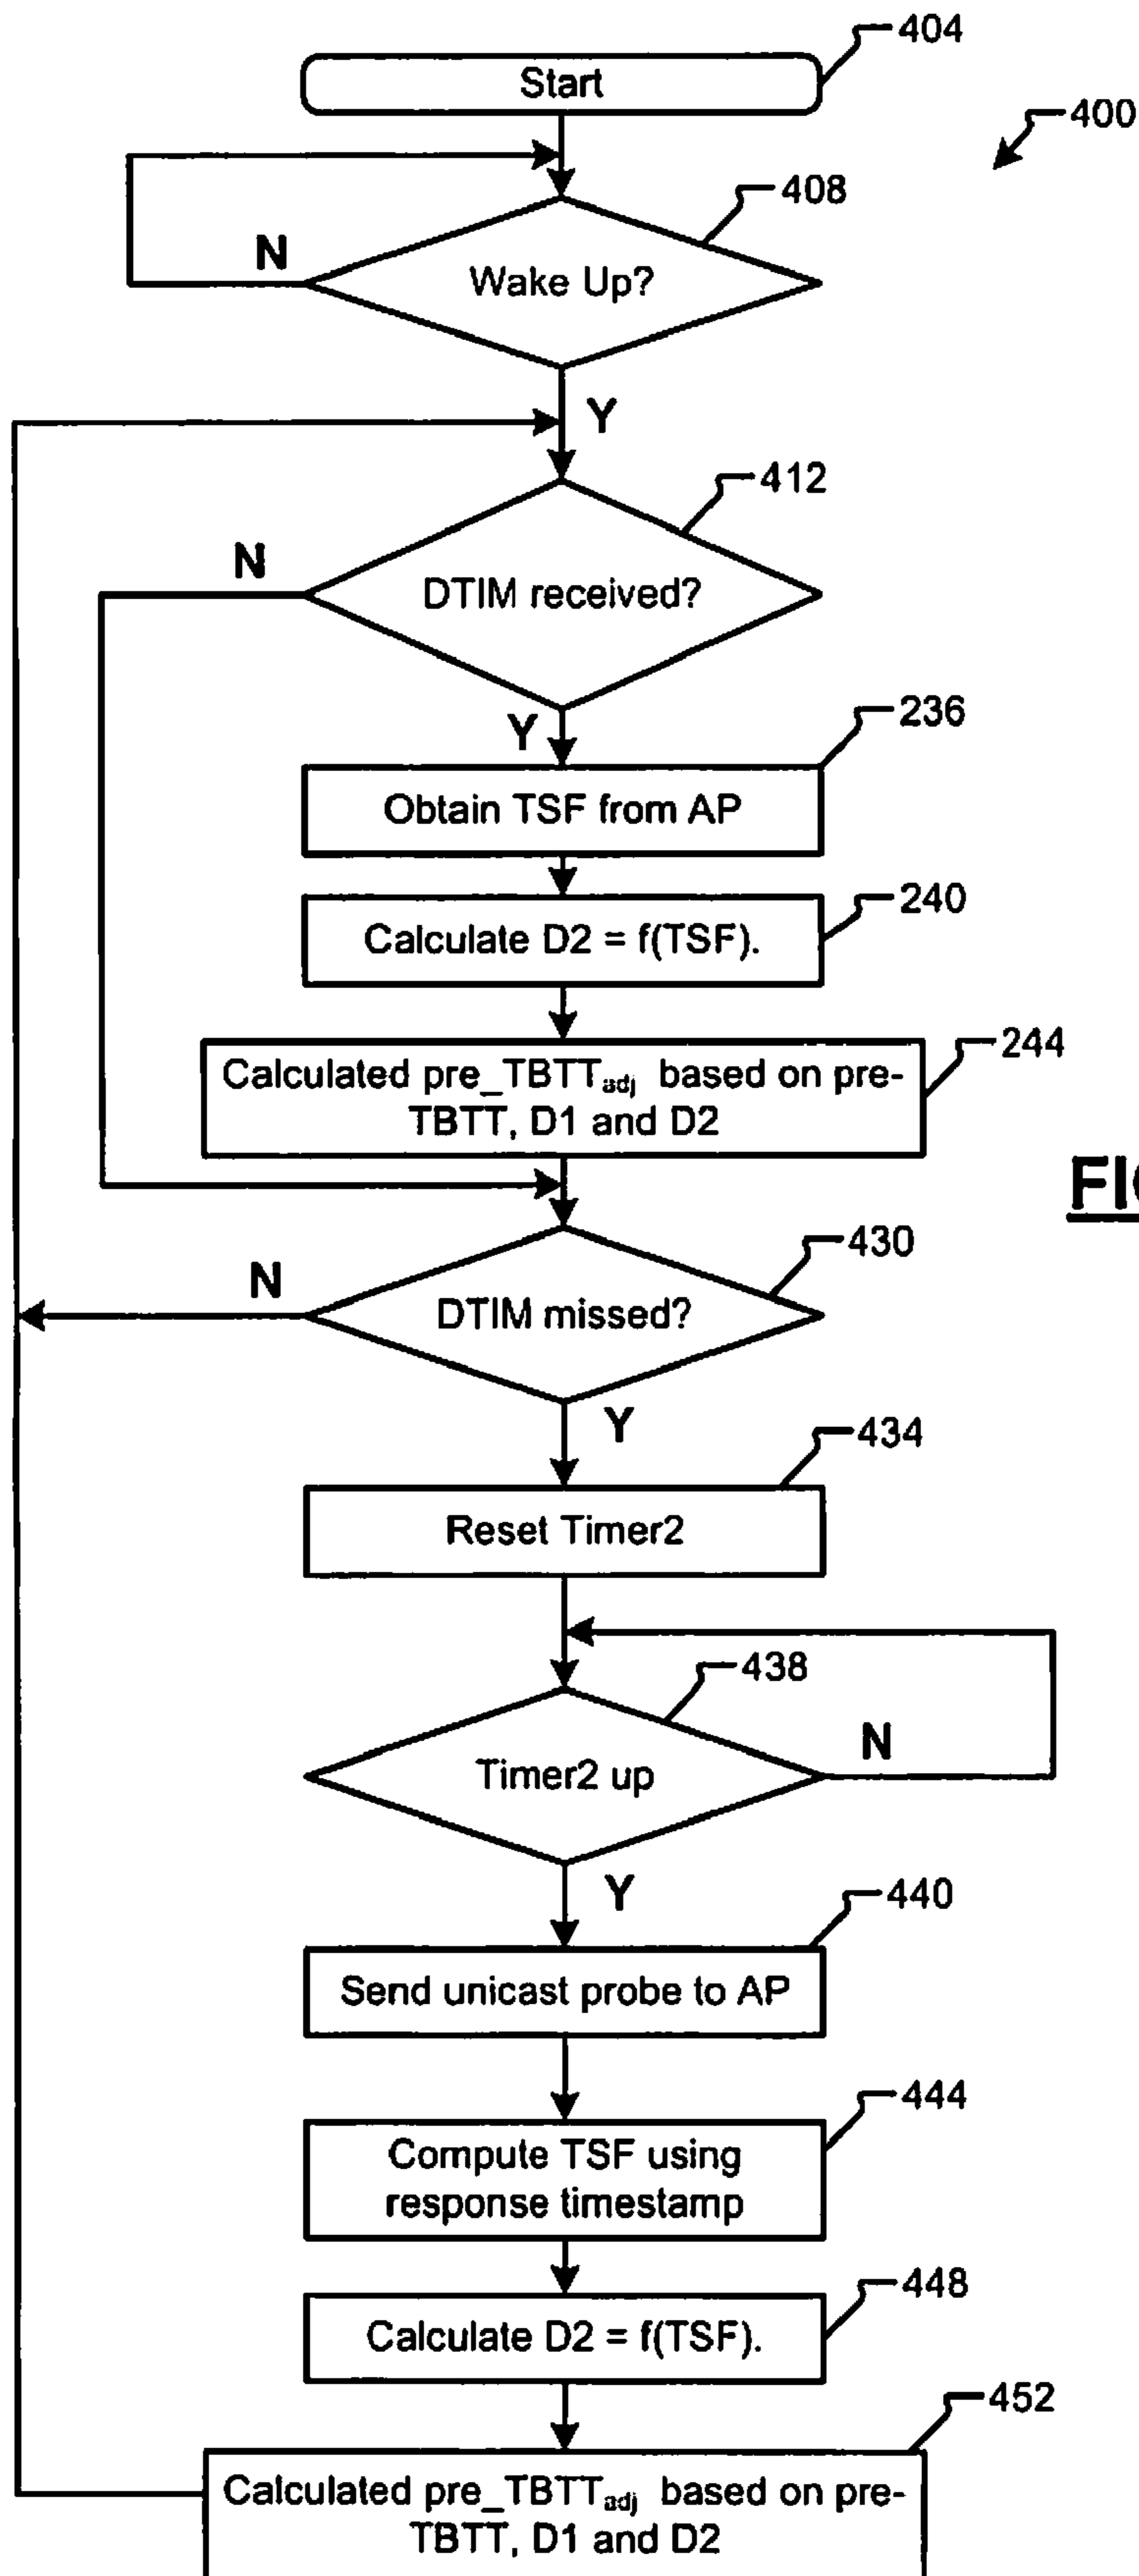 404
Start
400
408
N
Wake Up?
Y
412
N
DTIM received?
Y
236
Obtain TSF from AP
240
Calculate D2 = f(TSF).
244
Calculated pre_TBTTadj based on pre-
TBTT, D1 and D2
FIG
430
N
DTIM missed?
Y
434
Reset Timer2
438
N
Timer2 up
Y
440
Send unicast probe to AP
444
Compute TSF using
response timestamp
448
Calculate D2 = f(TSF).
452
Calculated pre_TBTTadj based on pre-
TBTT, D1 and D2